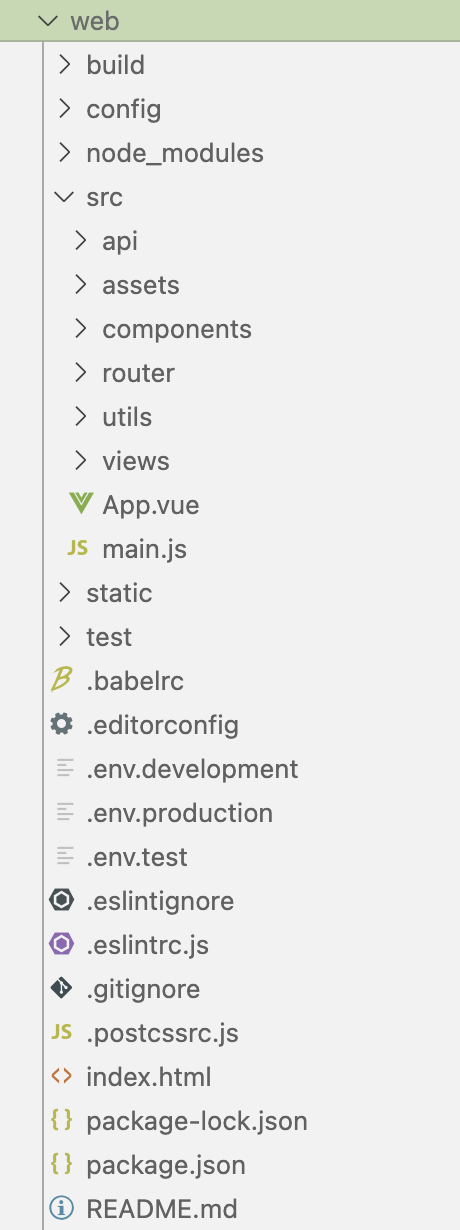 web
build
config
node_modules
src
api
assets
components
router
utils
views
App.vue
JS main.js
static
test
.babelrc
.editorconfig
.env.development
.env.production
.env.test
.eslintignore
.eslintrc.js
.gitignore
JS .postcssrc.js
<> index.html
{} package-lock.json
{} package.json
README.md